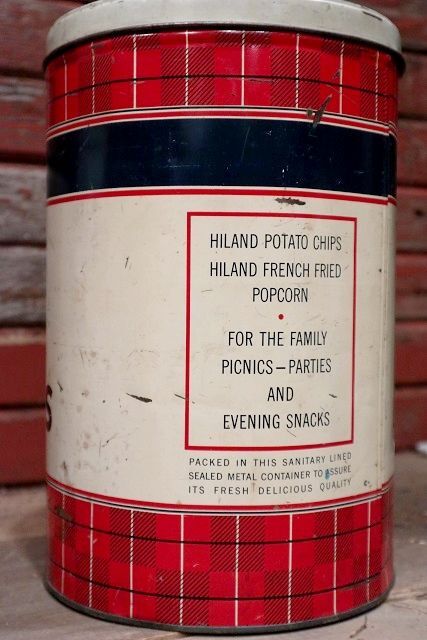 HILAND POTATO CHIPS
HILAND FRENCH FRIED
POPCORN
•
FOR THE FAMILY
PICNICS – PARTIES
AND
EVENING SNACKS
PACKED IN THIS SANITARY LINED
SEALED METAL CONTAINER TO ASSURE
ITS FRESH DELICIOUS QUALITY
S